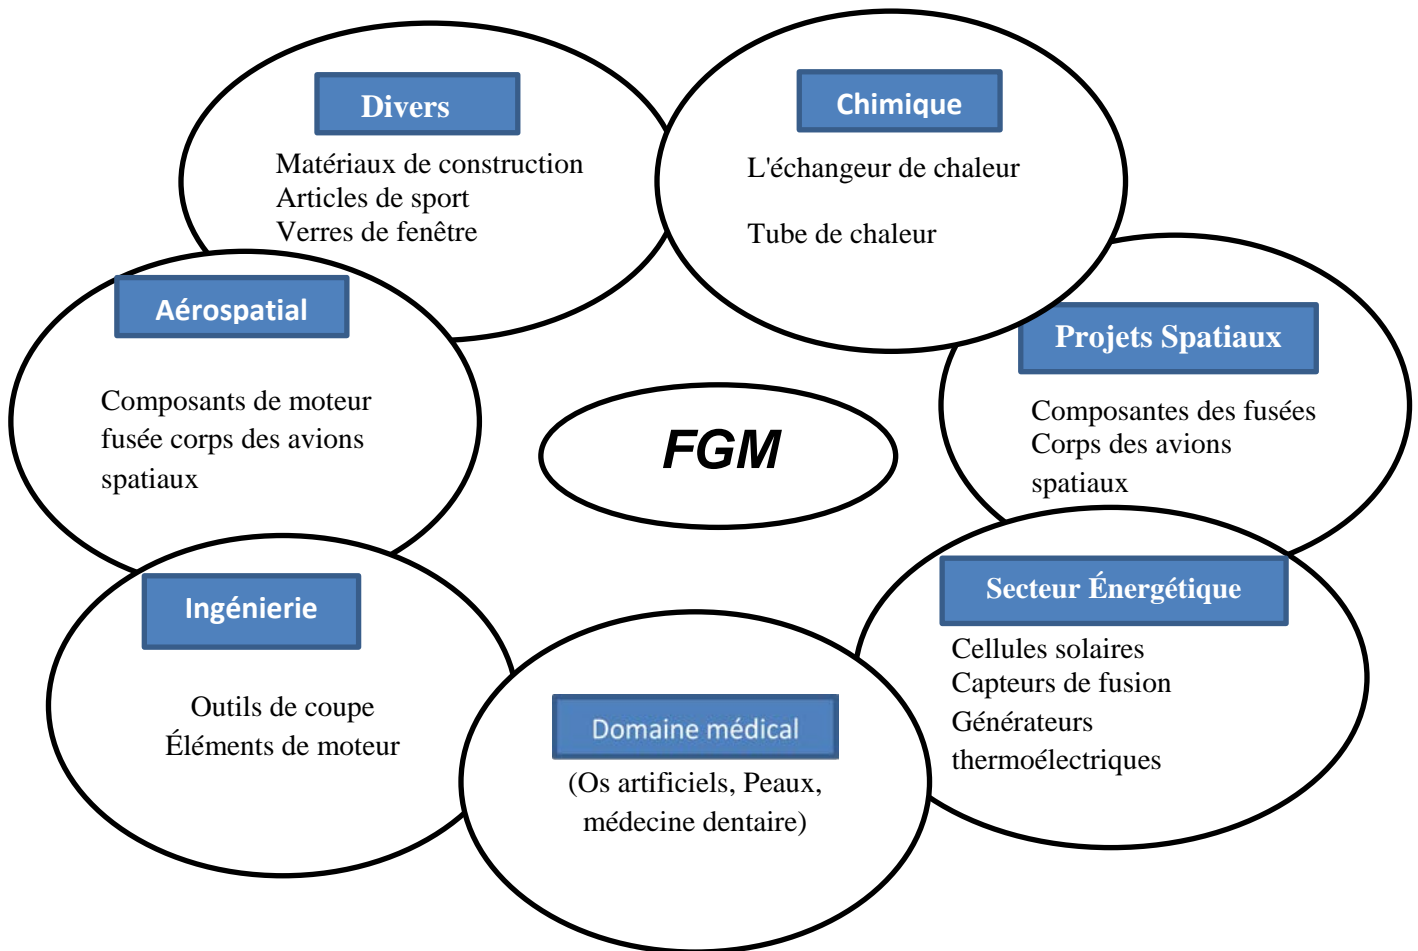 Divers
Matériaux de construction
Articles de sport
Verres de fenêtre
Chimique
L'échangeur de chaleur
Tube de chaleur
Aérospatial
Composants de moteur
fusée corps des avions
spatiaux
FGM
Projets Spatiaux
Composantes des fusées
Corps des avions
spatiaux
Ingénierie
Outils de coupe
Éléments de moteur
Domaine médical
(Os artificiels, Peaux,
médecine dentaire)
Secteur Énergétique
Cellules solaires
Capteurs de fusion
Générateurs
thermoélectriques